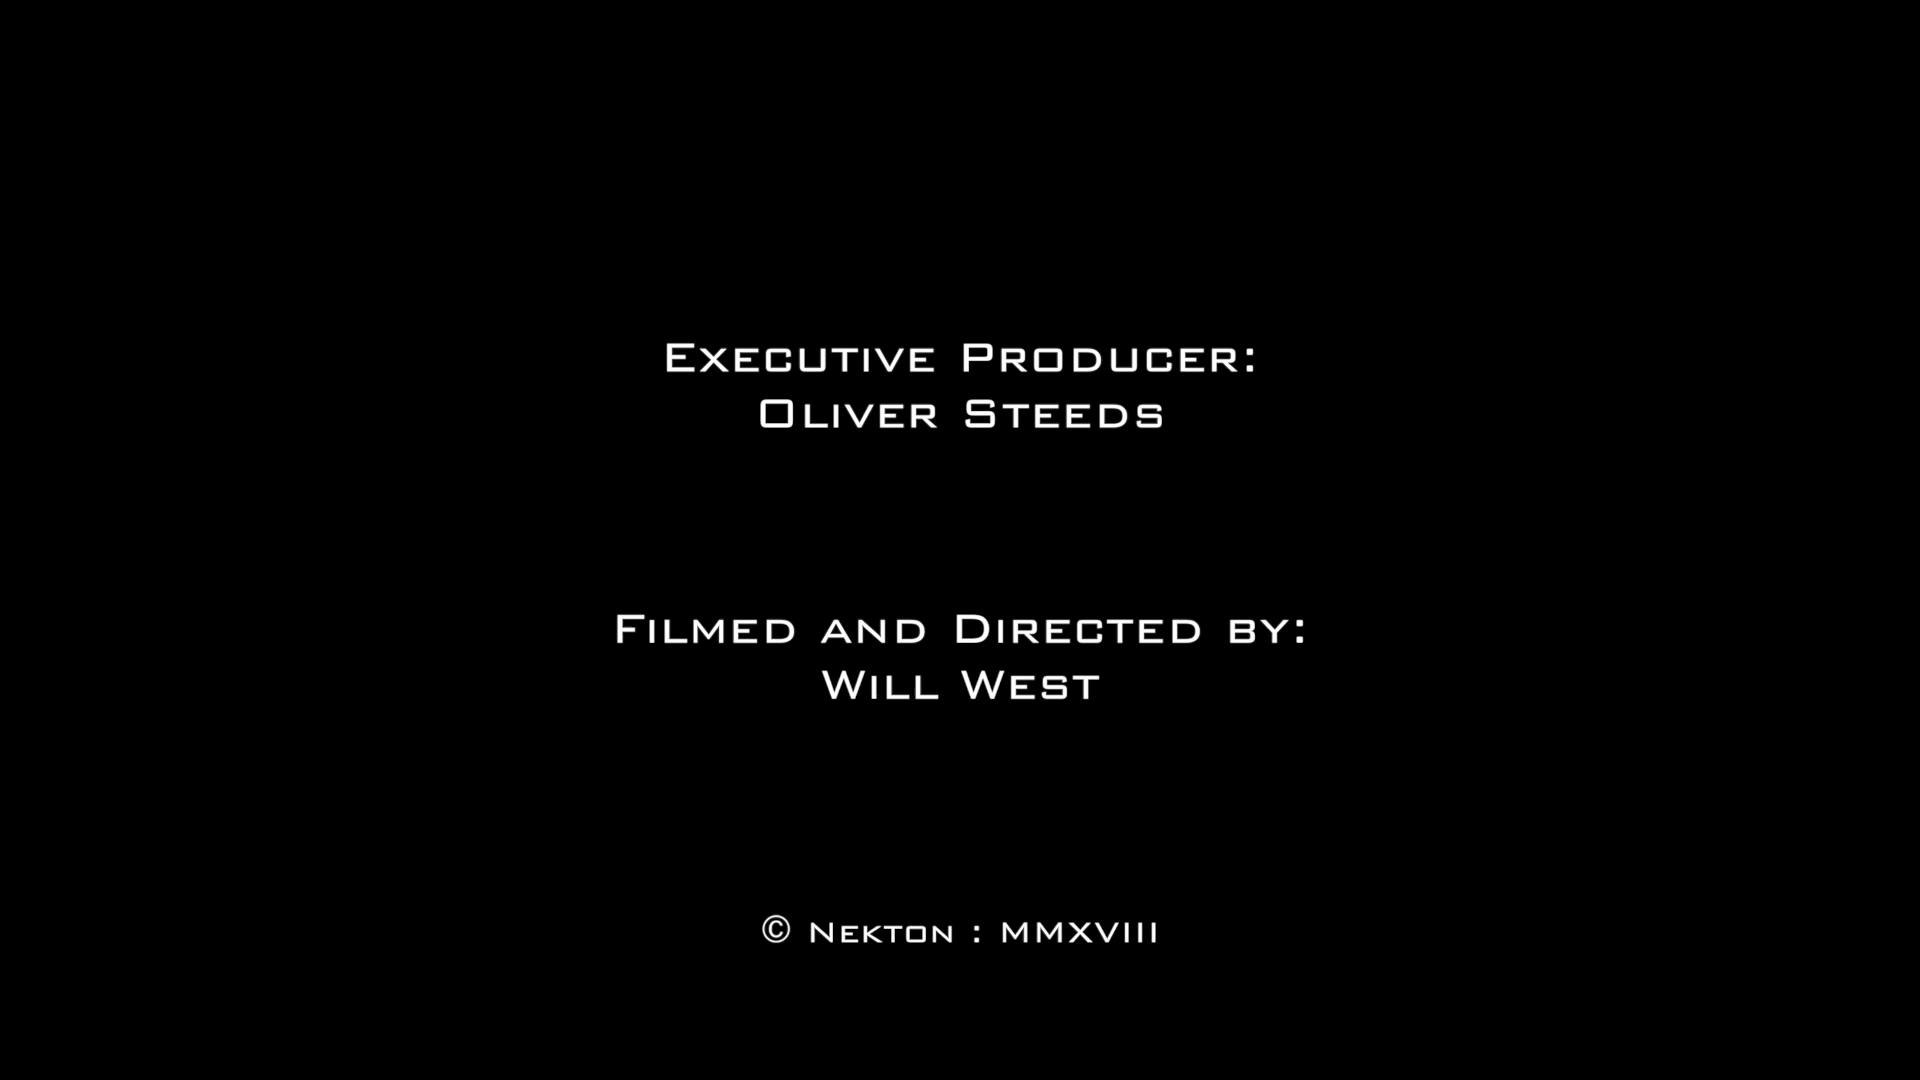 Executive Producer:
Oliver Steeds
Filmed and Directed by:
Will West
© Nekton : MMXVIII